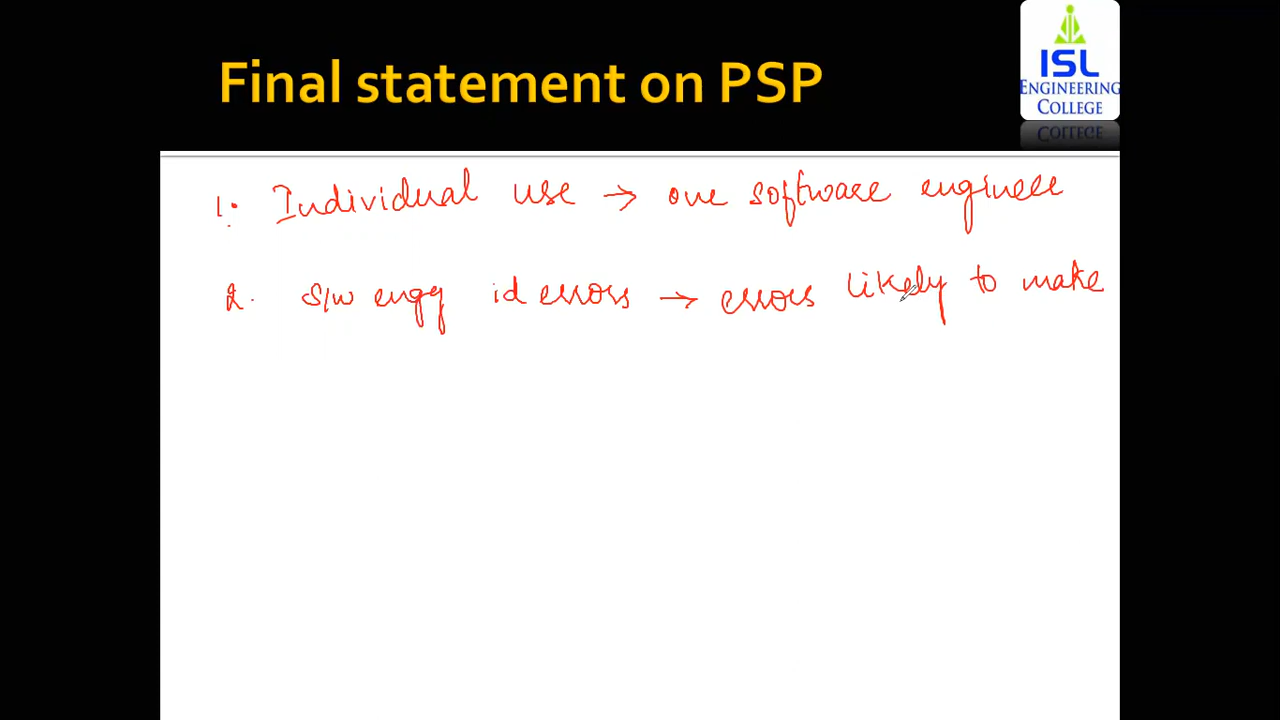 Final statement on PSP
ISL
ENGINEERING
COLLEGE
1. Individual use → one software engineer
2. S/w engg id errors → errors likely to make